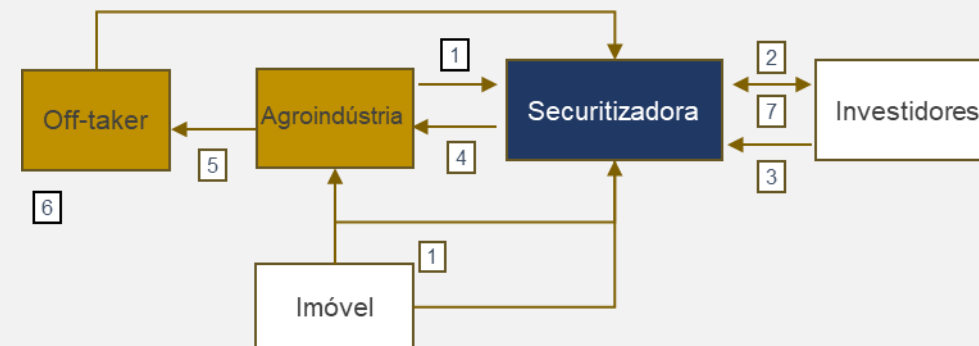 1
2
Off-taker
Agroindústria
Securitizadora
Investidores
7
5
4
3
6
1
Imóvel